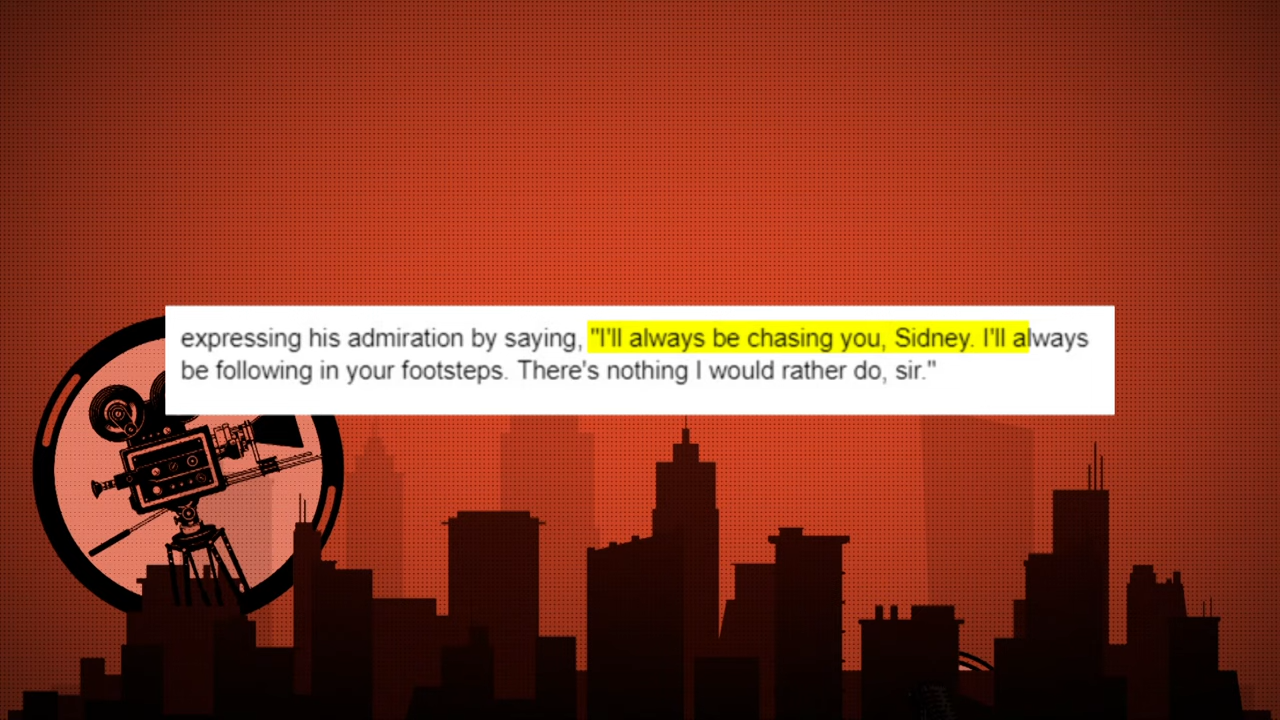 expressing his admiration by saying, "I'll always be chasing you, Sidney. I'll always
be following in your footsteps. There's nothing I would rather do, sir."